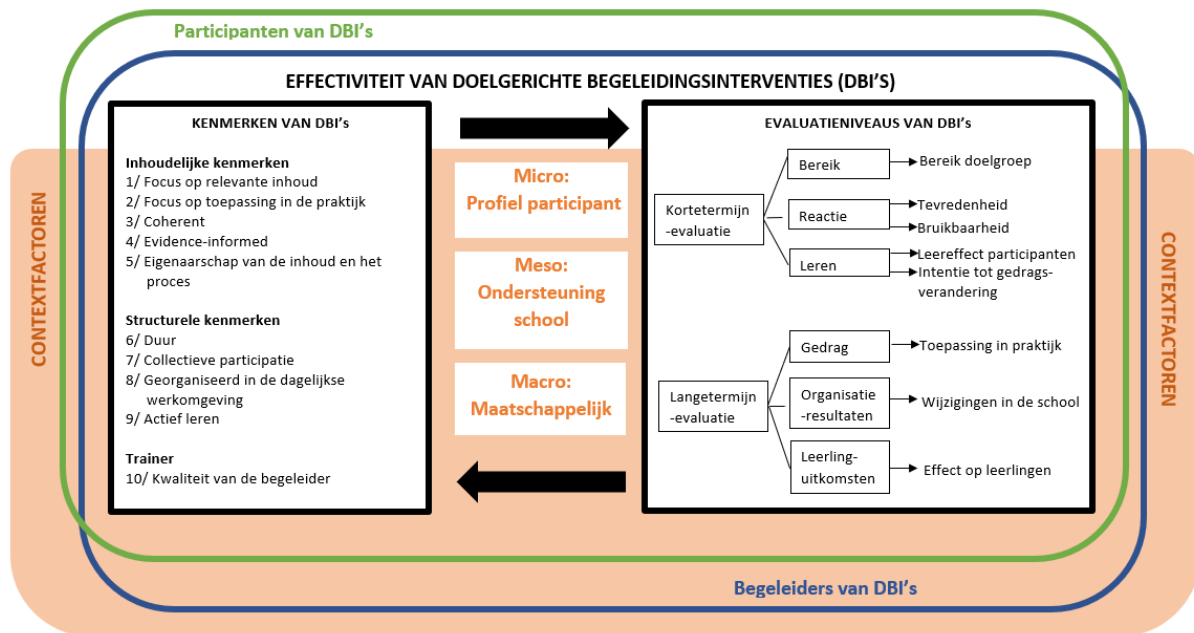 Participanten van DBI's
EFFECTIVITEIT VAN DOELGERICHTE BEGELEIDINGSINTERVENTIES (DBI'S)
CONTEXTFACTOREN
KENMERKEN VAN DBI's
Inhoudelijke kenmerken
1/ Focus op relevante inhoud
2/ Focus op toepassing in de praktijk
3/ Coherent
4/ Evidence-informed
5/ Eigenaarschap van de inhoud en het
proces
Structurele kenmerken
6/ Duur
7/ Collectieve participatie
8/ Georganiseerd in de dagelijkse
werkomgeving
9/ Actief leren
Trainer
10/ Kwaliteit van de begeleider
Micro:
Profiel participant
Meso:
Ondersteuning
school
Macro:
Maatschappelijk
EVALUATIENIVEAUS VAN DBI's
Kortetermijn
-evaluatie
Bereik
Bereik doelgroep
Reactie
Tevredenheid
Bruikbaarheid
Leren
Leereffect participanten
Intentie tot gedrags-
verandering
Langetermijn
-evaluatie
Gedrag
Toepassing in praktijk
Organisatie
-resultaten
Wijzigingen in de school
Leerling-
uitkomsten
Effect op leerlingen
CONTEXTFACTOREN
Begeleiders van DBI's